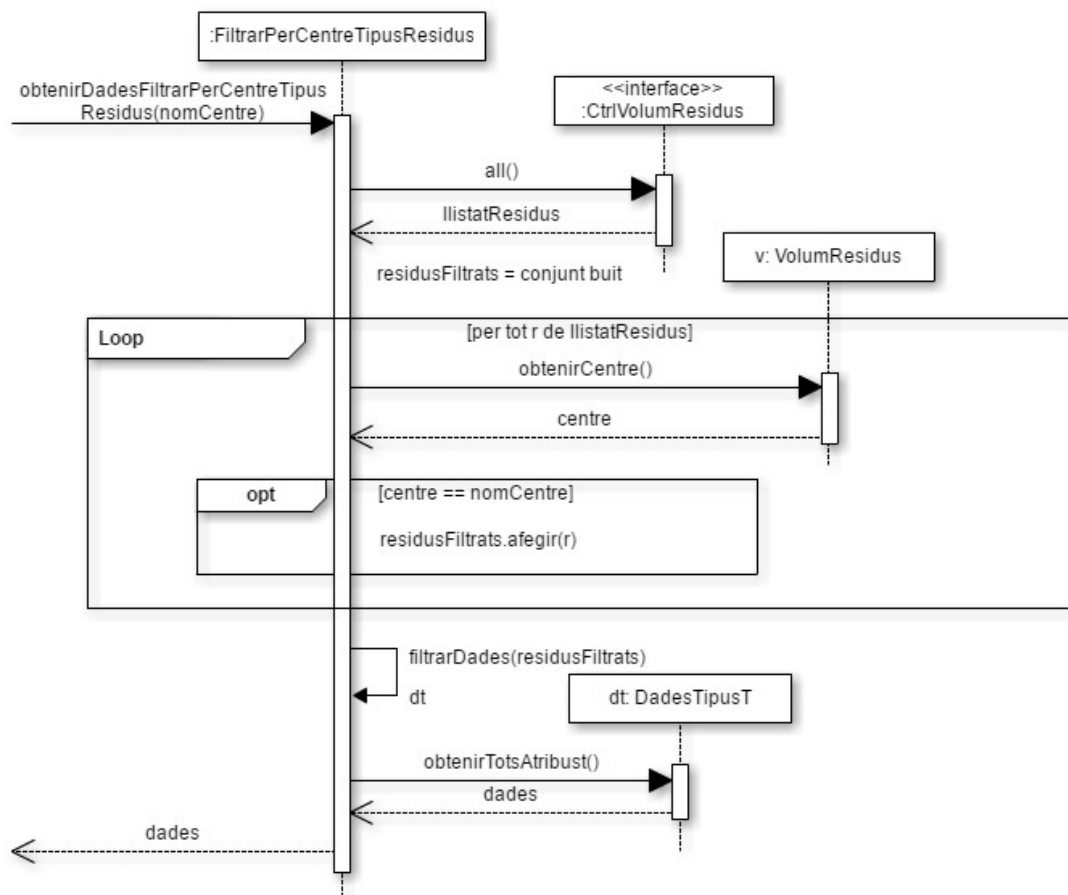 :FiltrarPerCentreTipusResidus
obtenirDadesFiltrarPerCentreTipus
Residus(nomCentre)
<<interface>>
:CtrlVolumResidus
all()
llistatResidus
v: VolumResidus
residusFiltrats = conjunt buit
Loop
[per tot r de llistatResidus]
obtenirCentre()
centre
opt
[centre == nomCentre]
residusFiltrats.afegir(r)
filtrarDades(residusFiltrats)
dt
dt: DadesTipusT
obtenirTotsAtribust()
dades
dades